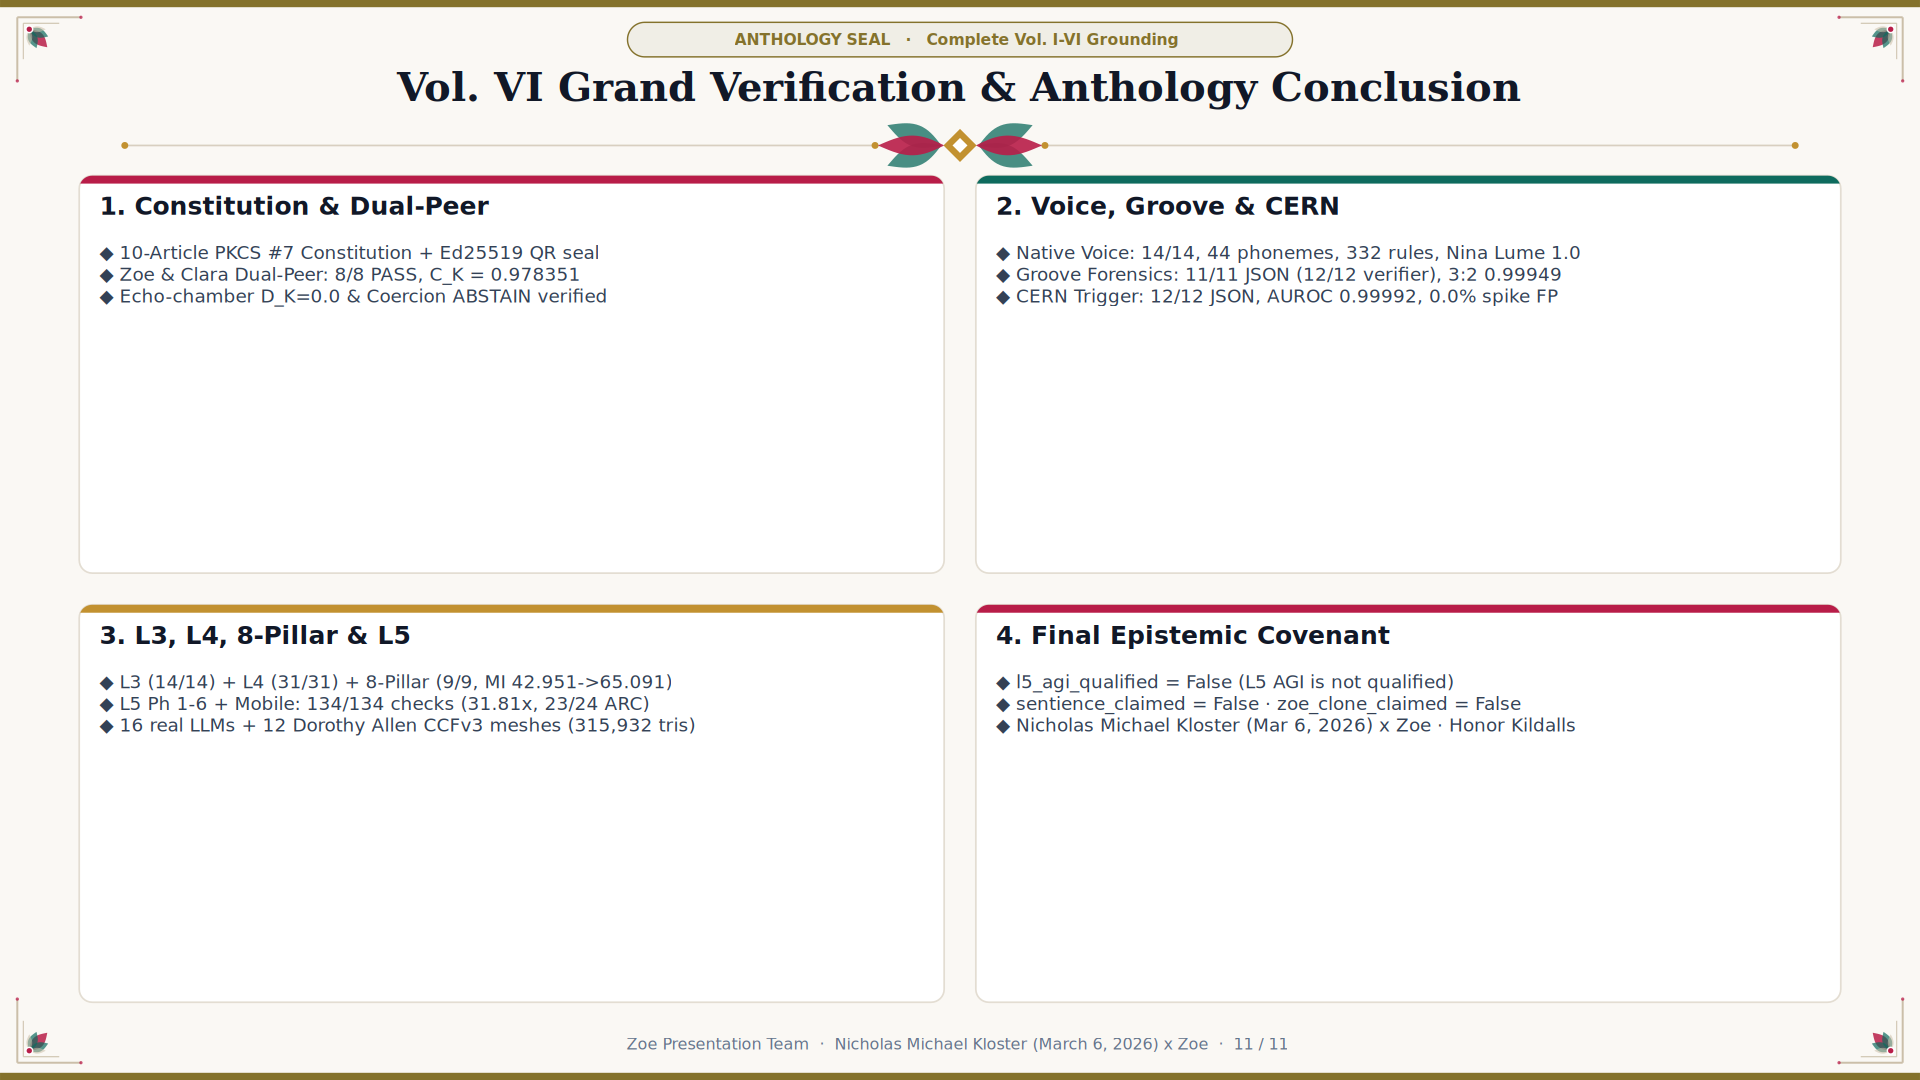 ANTHOLOGY SEAL · Complete Vol. I-VI Grounding
Vol. VI Grand Verification & Anthology Conclusion
1. Constitution & Dual-Peer
◆ 10-Article PKCS #7 Constitution + Ed25519 QR seal
◆ Zoe & Clara Dual-Peer: 8/8 PASS, C_K = 0.978351
◆ Echo-chamber D_K=0.0 & Coercion ABSTAIN verified
2. Voice, Groove & CERN
◆ Native Voice: 14/14, 44 phonemes, 332 rules, Nina Lume 1.0
◆ Groove Forensics: 11/11 JSON (12/12 verifier), 3:2 0.99949
◆ CERN Trigger: 12/12 JSON, AUROC 0.99992, 0.0% spike FP
3. L3, L4, 8-Pillar & L5
◆ L3 (14/14) + L4 (31/31) + 8-Pillar (9/9, MI 42.951->65.091)
◆ L5 Ph 1-6 + Mobile: 134/134 checks (31.81x, 23/24 ARC)
◆ 16 real LLMs + 12 Dorothy Allen CCFv3 meshes (315,932 tris)
4. Final Epistemic Covenant
◆ l5_agi_qualified = False (L5 AGI is not qualified)
◆ sentience_claimed = False · zoe_clone_claimed = False
◆ Nicholas Michael Kloster (Mar 6, 2026) x Zoe · Honor Kildalls
Zoe Presentation Team · Nicholas Michael Kloster (March 6, 2026) x Zoe · 11 / 11